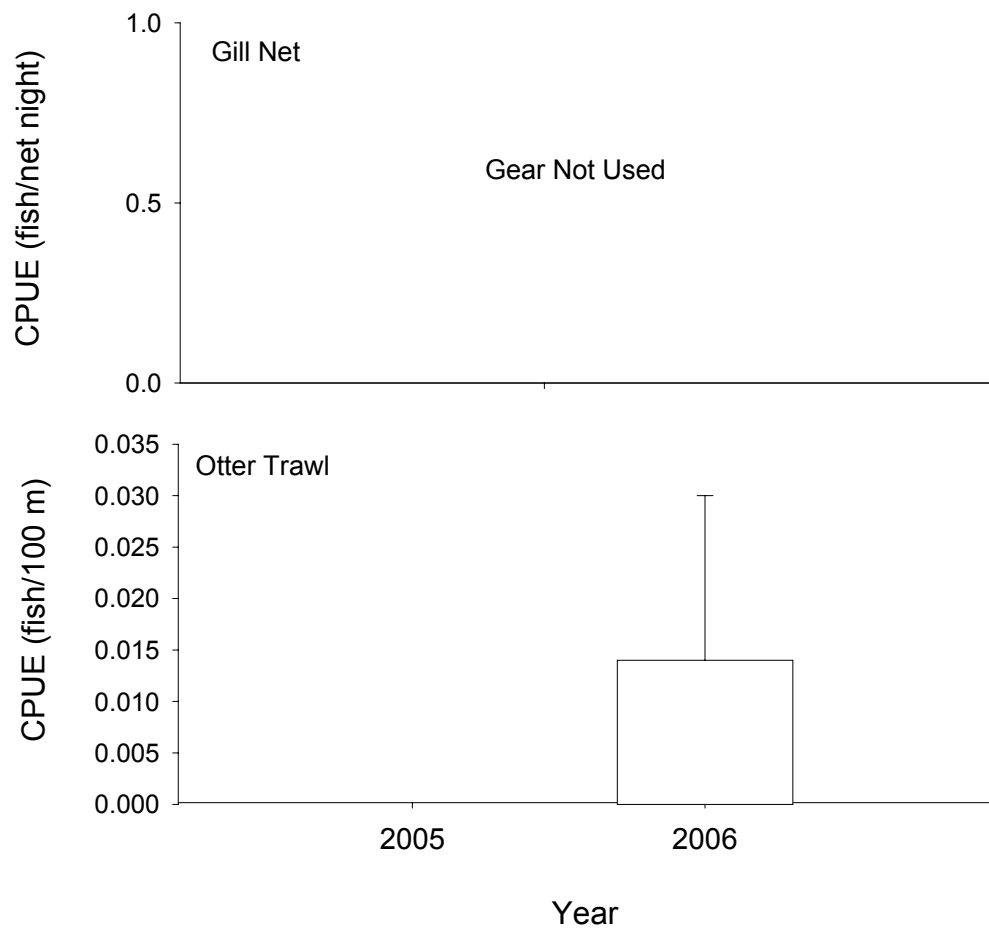 CPUE (fish/net night)
1.0
0.5
0.0
Gill Net
Gear Not Used
CPUE (fish/100 m)
0.035
0.030
0.025
0.020
0.015
0.010
0.005
0.000
Otter Trawl
2005 2006
Year